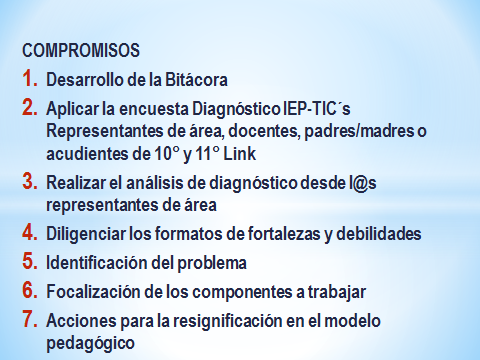 COMPROMISOS
1. Desarrollo de la Bitácora
2. Aplicar la encuesta Diagnóstico IEP-TIC´s
Representantes de área, docentes, padres/madres o
acudientes de 10° y 11° Link
3. Realizar el análisis de diagnóstico desde l@s
representantes de área
4. Diligenciar los formatos de fortalezas y debilidades
5. Identificación del problema
6. Focalización de los componentes a trabajar
7. Acciones para la resignificación en el modelo
pedagógico